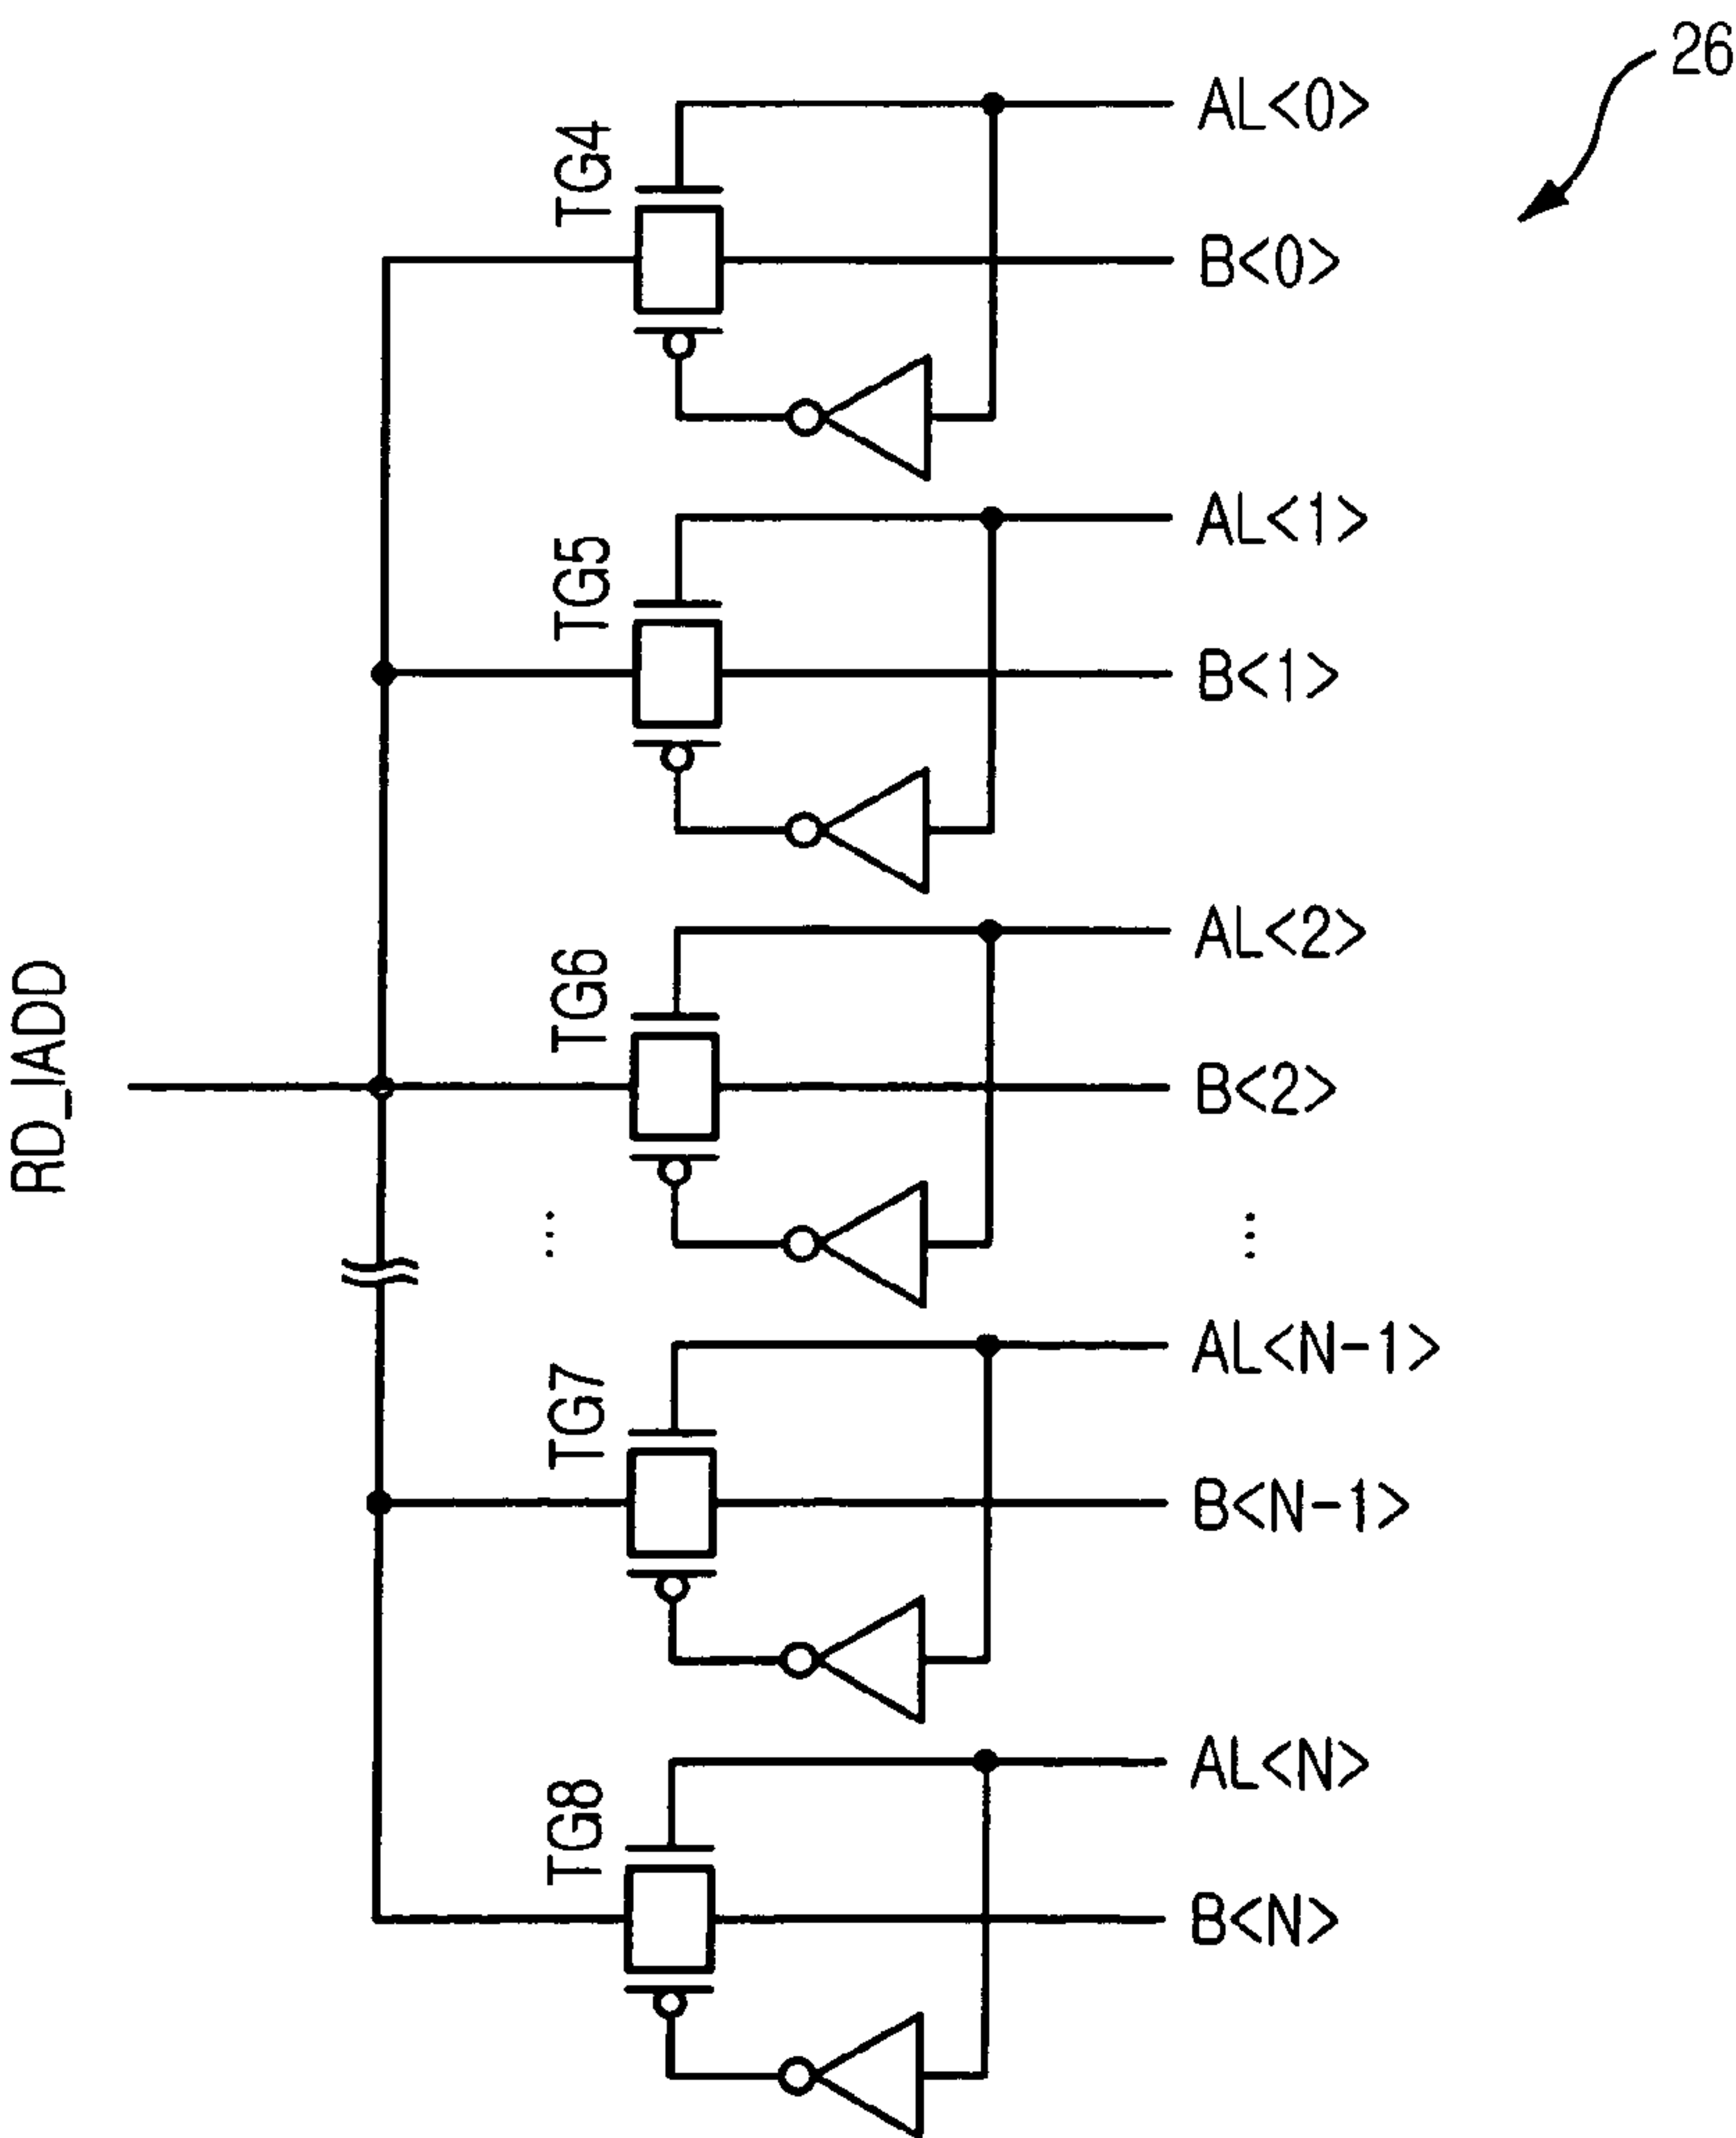 26
AL<0>
TG4
B<0>
AL<1>
TG5
B<1>
AL<2>
TG6
B<2>
RD_IADD
...
...
AL<N-1>
TG7
B<N-1>
AL<N>
TG8
B<N>